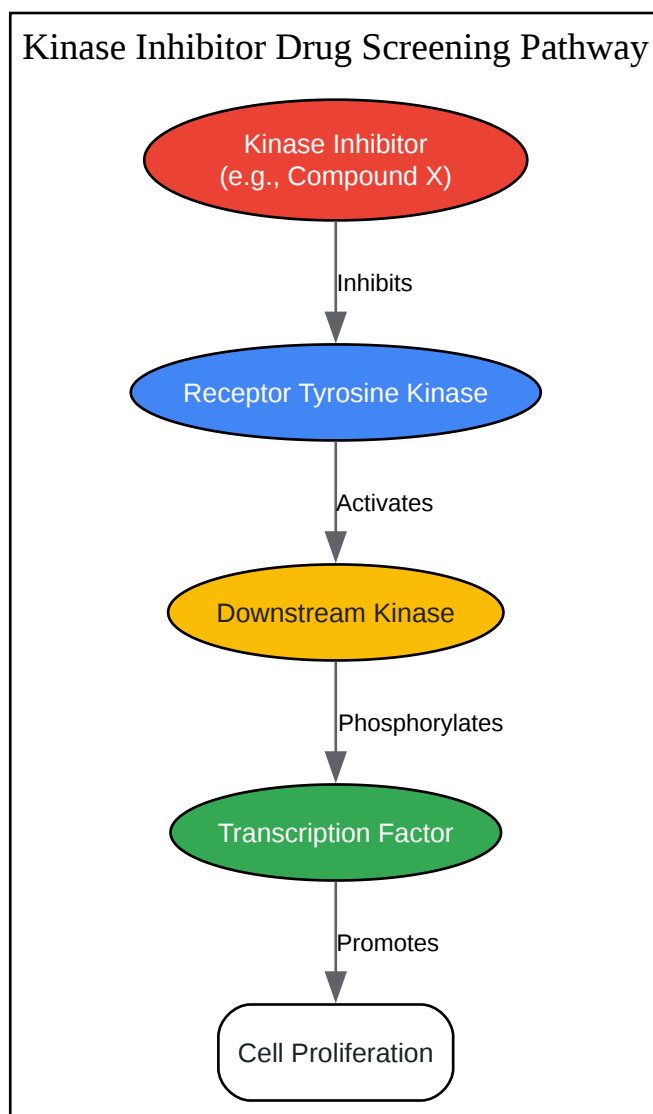 Kinase Inhibitor Drug Screening Pathway
Kinase Inhibitor
(e.g., Compound X)
Inhibits
Receptor Tyrosine Kinase
Activates
Downstream Kinase
Phosphorylates
Transcription Factor
Promotes
Cell Proliferation